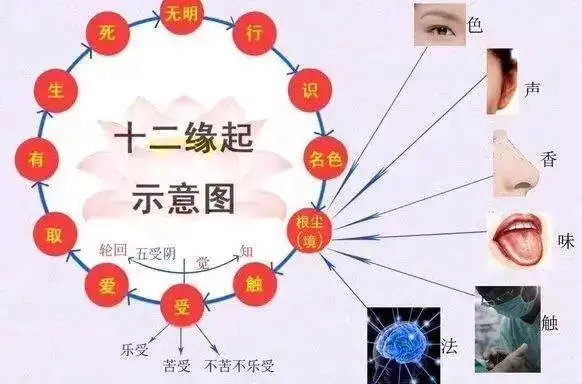 十二缘起
示意图
无明
行
识
名色
根尘
(境)
触
受
爱
取
有
生
死
轮回
五受阴
觉
知
乐受
苦受
不苦不乐受
色
声
香
味
触
法